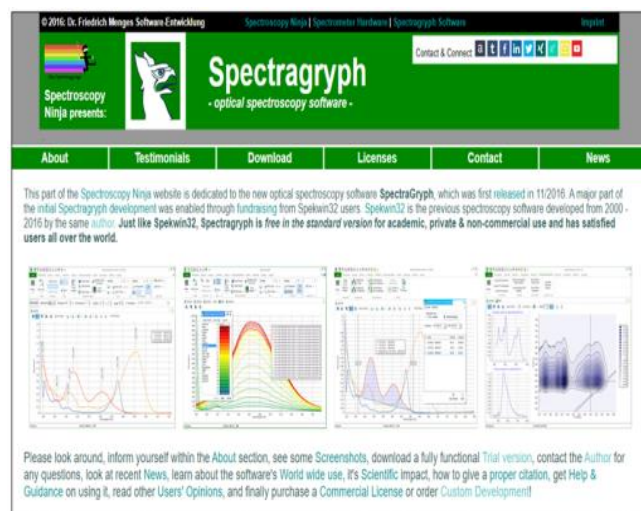 © 2016: Dr. Friedrich Menges Software-Entwicklung Spectroscopy Ninja | Spectrometer Hardware | Spectragryph Software Imprint
Contact & Connect
Spectragryph
- optical spectroscopy software -
Spectroscopy
Ninja presents:
About Testimonials Download Licenses Contact News
This part of the Spectroscopy Ninja website is dedicated to the new optical spectroscopy software SpectraGryph, which was first released in 11/2016. A major part of
the initial Spectragryph development was enabled through fundraising from Spekwin32 users. Spekwin32 is the previous spectroscopy software developed from 2000 -
2016 by the same author. Just like Spekwin32, Spectragryph is free in the standard version for academic, private & non-commercial use and has satisfied
users all over the world.
Please look around, inform yourself within the About section, see some Screenshots, download a fully functional Trial version, contact the Author for
any questions, look at recent News, learn about the software's World wide use, it's Scientific impact, how to give a proper citation, get Help &
Guidance on using it, read other Users' Opinions, and finally purchase a Commercial License or order Custom Development!